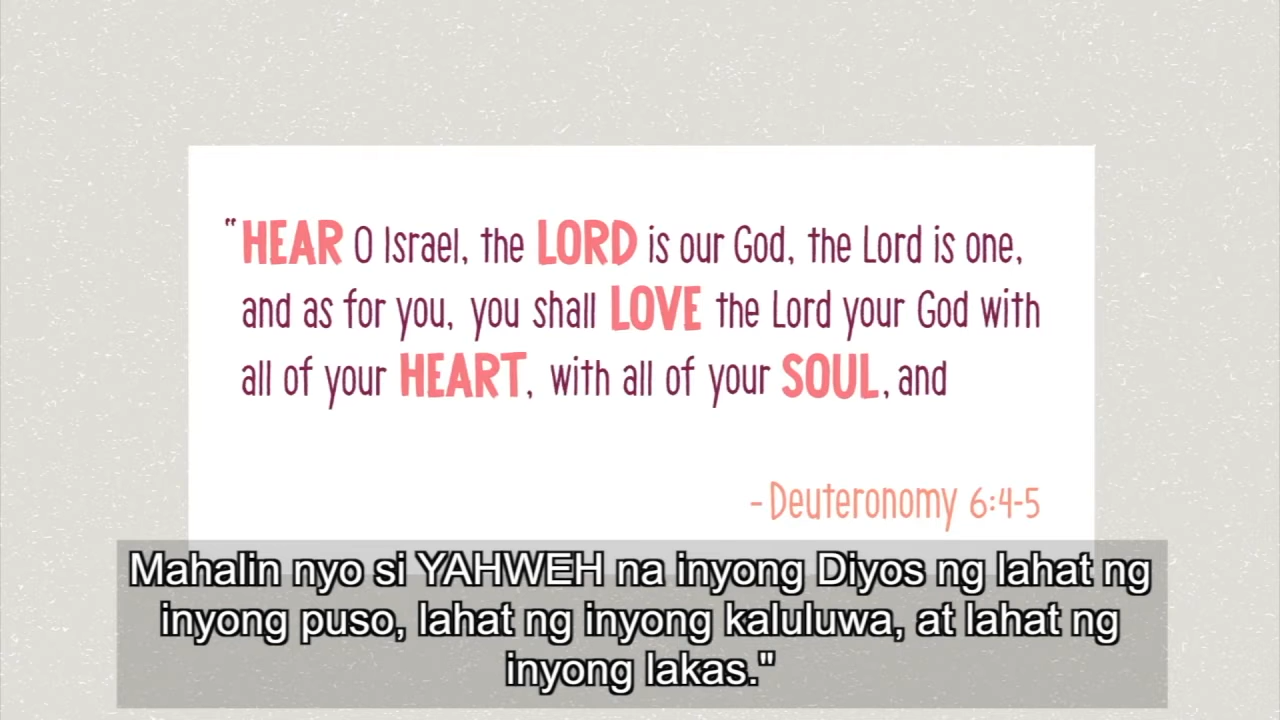 “HEAR O Israel, the LORD is our God, the Lord is one,
and as for you, you shall LOVE the Lord your God with
all of your HEART, with all of your SOUL, and
-Deuteronomy 6:4-5
Mahalin nyo si YAHWEH na inyong Diyos ng lahat ng
inyong puso, lahat ng inyong kaluluwa, at lahat ng
inyong lakas."